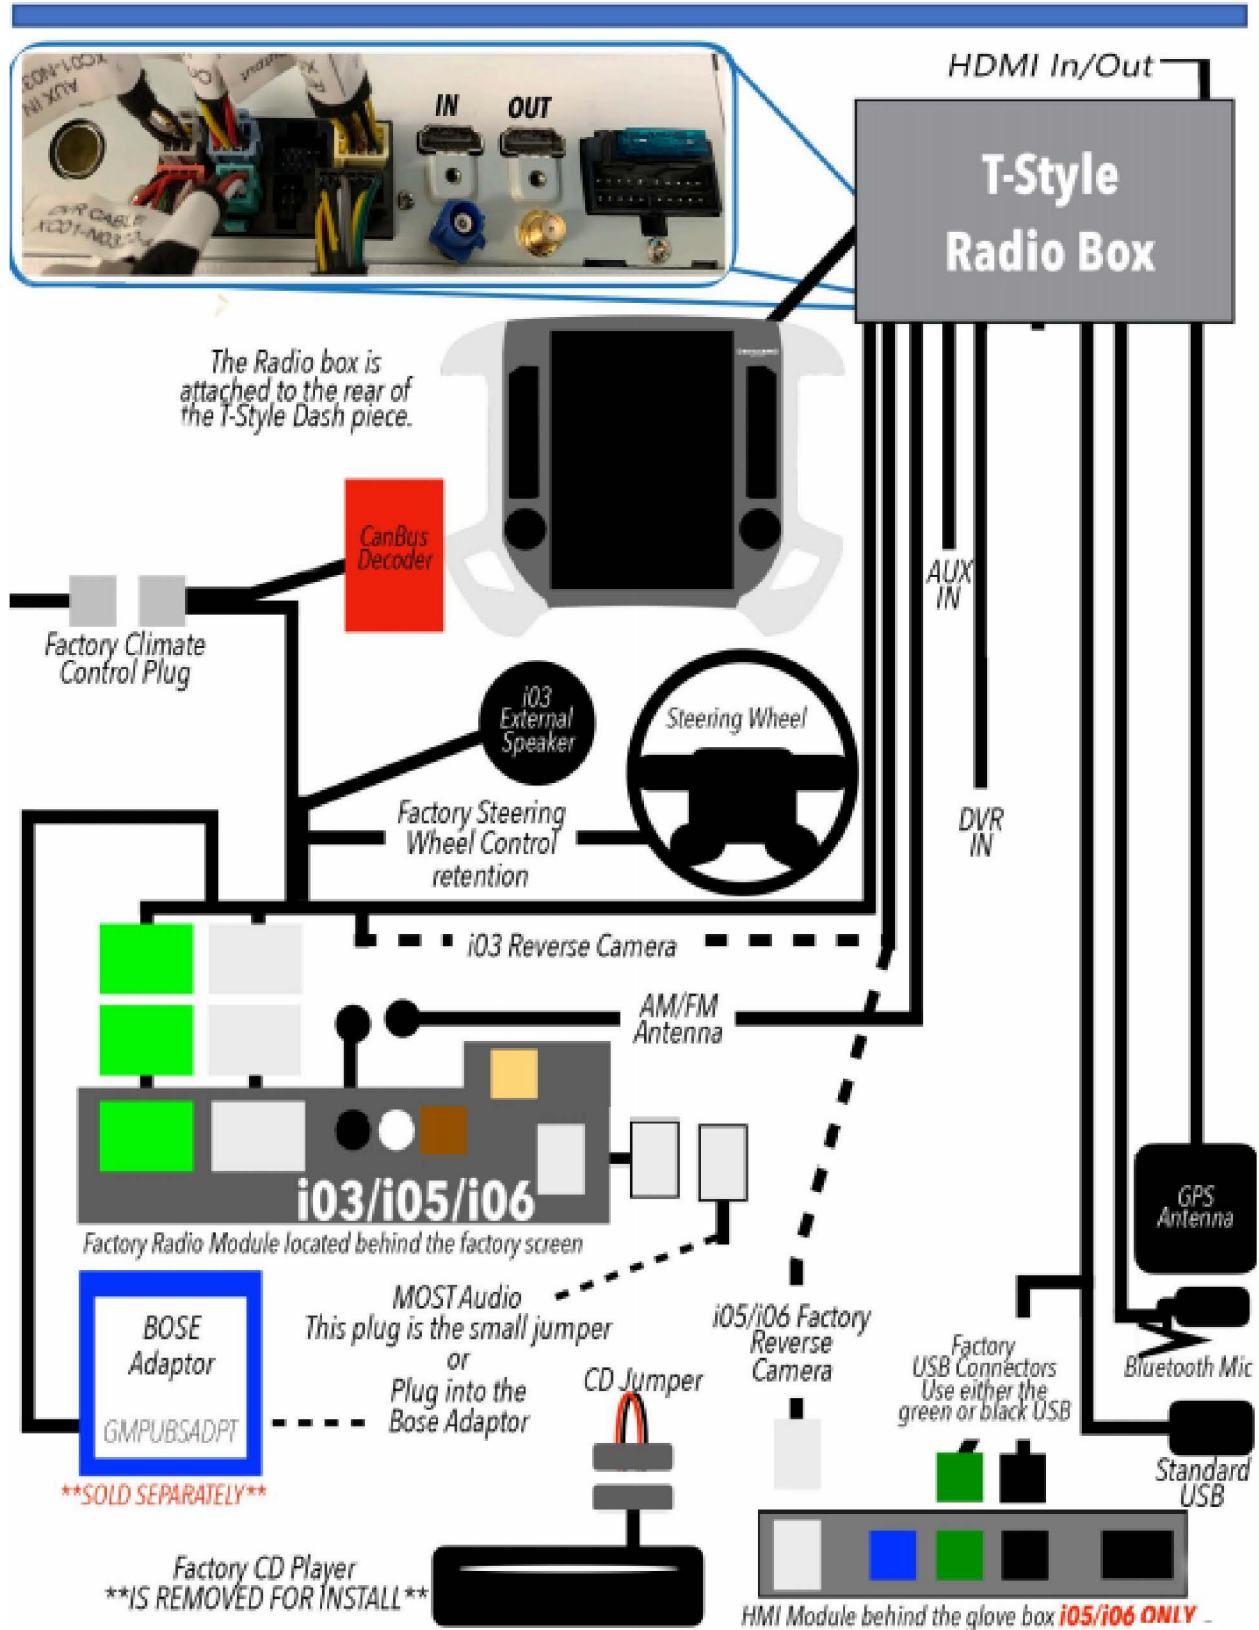 HDMI In/Out
AUX IN
XC01-N03
IN
OUT
DVR CABLE
T-Style
Radio Box
The Radio box is
attached to the rear of
the T-Style Dash piece.
CanBus
Decoder
Factory Climate
Control Plug
AUX
IN
i03
External
Speaker
Steering Wheel
Factory Steering
Wheel Control
retention
DVR
IN
i03 Reverse Camera
AM/FM
Antenna
i03/i05/i06
Factory Radio Module located behind the factory screen
GPS
Antenna
BOSE
Adaptor
GMPUBSADPT
**SOLD SEPARATELY**
MOST Audio
This plug is the small jumper
or
Plug into the
Bose Adaptor
CD Jumper
i05/i06 Factory
Reverse
Camera
Factory
USB Connectors
Use either the
green or black USB
Bluetooth Mic
Standard
USB
Factory CD Player
**IS REMOVED FOR INSTALL**
HMI Module behind the glove box i05/i06 ONLY